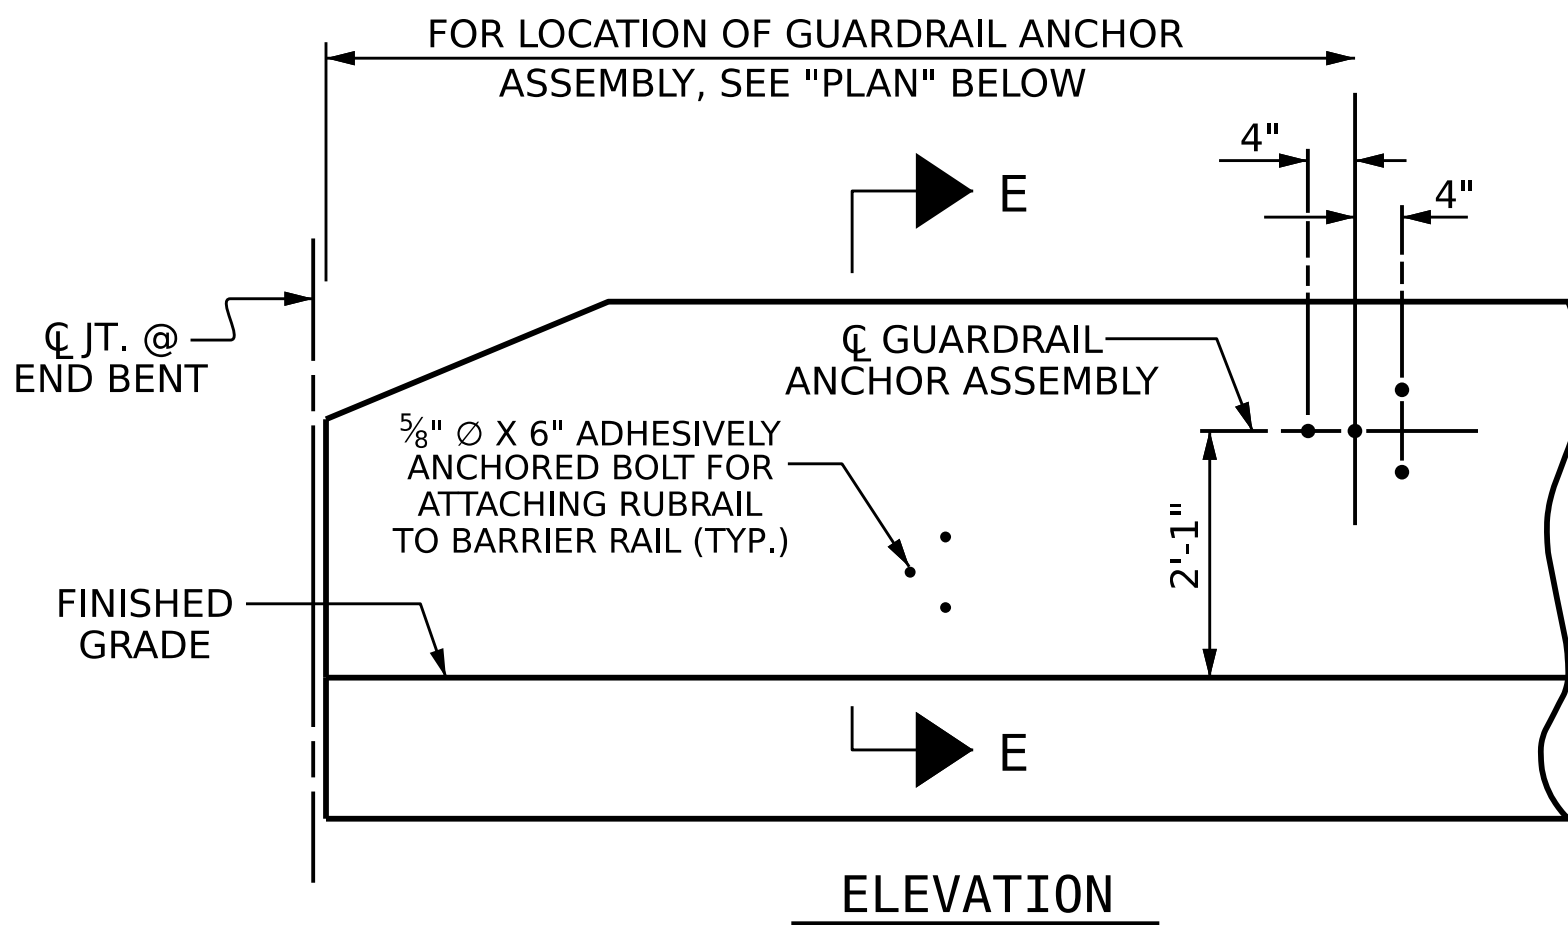 FOR LOCATION OF GUARDRAIL ANCHOR
ASSEMBLY, SEE "PLAN" BELOW
4"
4"
E
℄ JT. @
END BENT
℄ GUARDRAIL
ANCHOR ASSEMBLY
⅝" ∅ X 6" ADHESIVELY
ANCHORED BOLT FOR
ATTACHING RUBRAIL
TO BARRIER RAIL (TYP.)
2'-1"
FINISHED
GRADE
E
ELEVATION